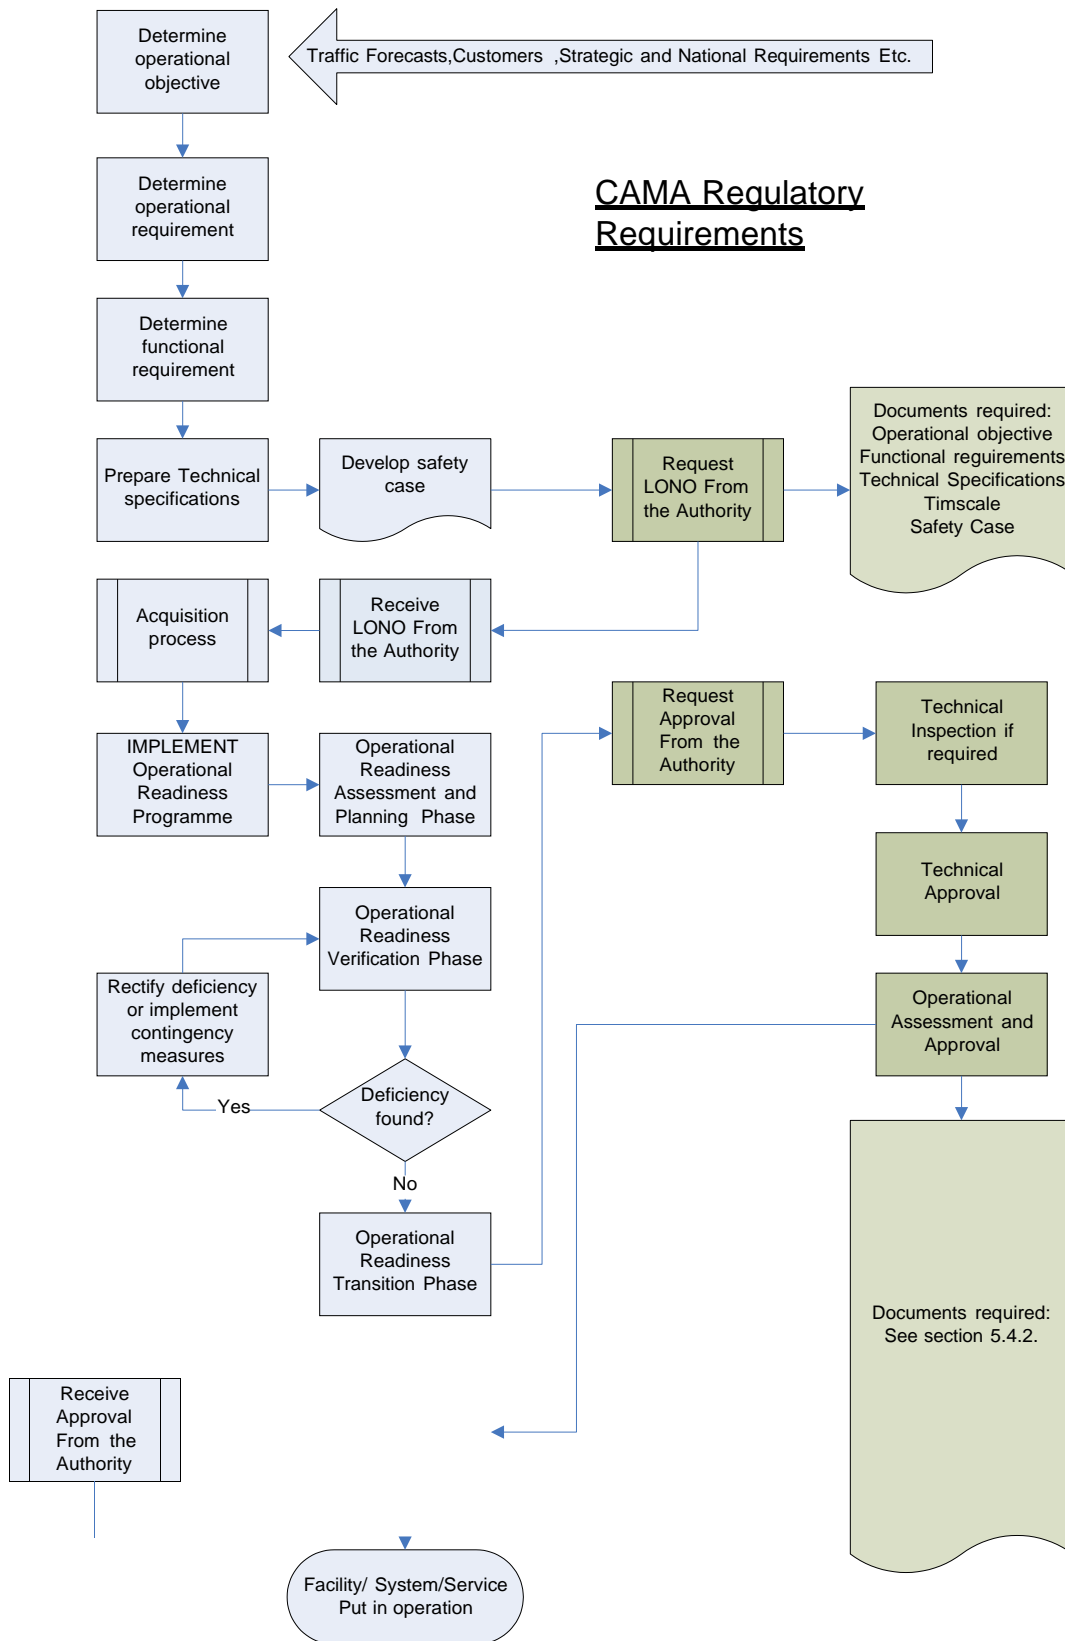 Determine
operational
objective
Traffic Forecasts,Customers ,Strategic and National Requirements Etc.
Determine
operational
requirement
CAMA Regulatory
Requirements
Determine
functional
requirement
Prepare Technical
specifications
Develop safety
case
Request
LONO From
the Authority
Documents required:
Operational objective
Functional reguirements
Technical Specifications
Timscale
Safety Case
Acquisition
process
Receive
LONO From
the Authority
Request
Approval
From the
Authority
Technical
Inspection if
required
IMPLEMENT
Operational
Readiness
Programme
Operational
Readiness
Assessment and
Planning Phase
Technical
Approval
Operational
Readiness
Verification Phase
Rectify deficiency
or implement
contingency
measures
Operational
Assessment and
Approval
Deficiency
found?
Yes
No
Operational
Readiness
Transition Phase
Documents required:
See section 5.4.2.
Receive
Approval
From the
Authority
Facility/ System/Service
Put in operation